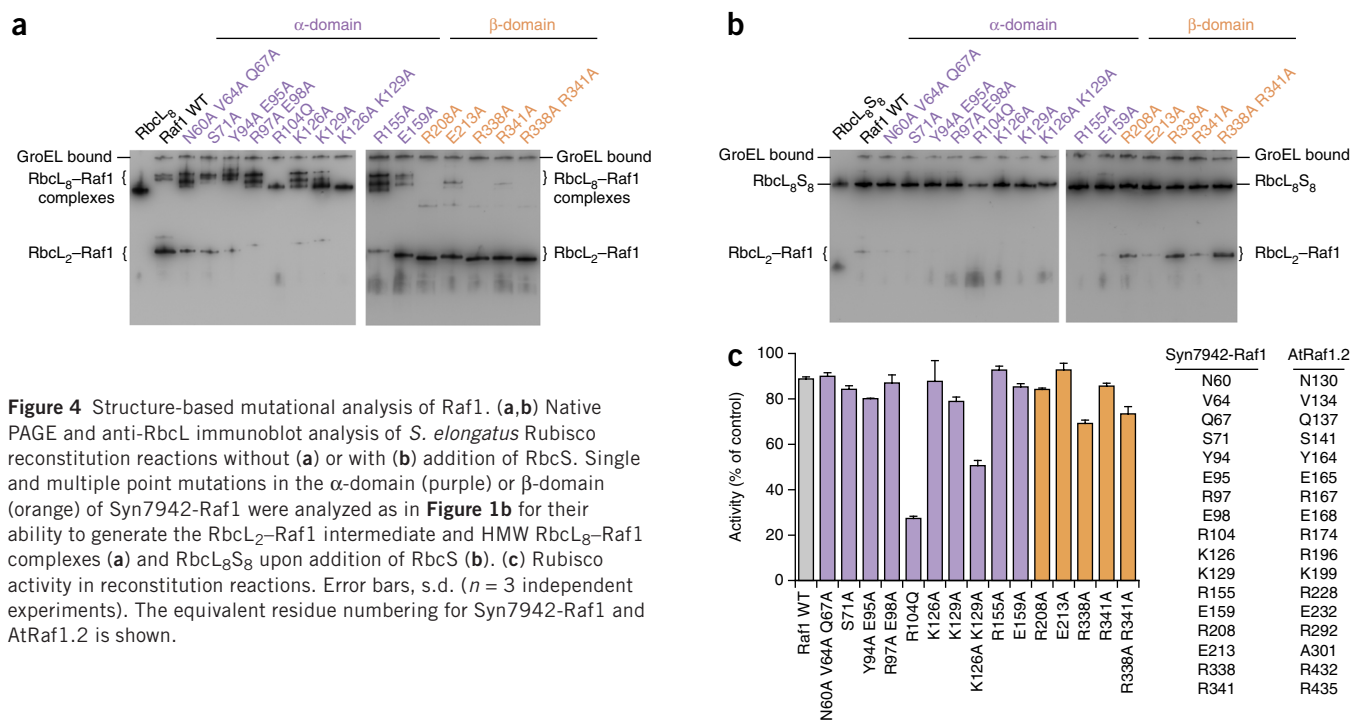 a
α-domain
β-domain
RbcL8
Raf1 WT
N60A V64A Q67A
S71A
Y94A E95A
R97A E98A
R104Q
K126A
K129A
K126A K129A
R155A
E159A
R208A
E213A
R338A
R341A
R338A R341A
GroEL bound
RbcL8–Raf1 complexes
RbcL2–Raf1
GroEL bound
RbcL8–Raf1 complexes
RbcL2–Raf1
b
α-domain
β-domain
RbcL8S8
Raf1 WT
N60A V64A Q67A
S71A
Y94A E95A
R97A E98A
R104Q
K126A
K129A
K126A K129A
R155A
E159A
R208A
E213A
R338A
R341A
R338A R341A
GroEL bound
RbcL8S8
RbcL2–Raf1
GroEL bound
RbcL8S8
RbcL2–Raf1
Figure 4 Structure-based mutational analysis of Raf1. (a,b) Native
PAGE and anti-RbcL immunoblot analysis of S. elongatus Rubisco
reconstitution reactions without (a) or with (b) addition of RbcS. Single
and multiple point mutations in the α-domain (purple) or β-domain
(orange) of Syn7942-Raf1 were analyzed as in Figure 1b for their
ability to generate the RbcL2–Raf1 intermediate and HMW RbcL8–Raf1
complexes (a) and RbcL8S8 upon addition of RbcS (b). (c) Rubisco
activity in reconstitution reactions. Error bars, s.d. (n = 3 independent
experiments). The equivalent residue numbering for Syn7942-Raf1 and
AtRaf1.2 is shown.
c
Activity (% of control)
100
80
60
40
20
0
Raf1 WT
N60A V64A Q67A
S71A
Y94A E95A
R97A E98A
R104Q
K126A
K129A
K126A K129A
R155A
E159A
R208A
E213A
R338A
R341A
R338A R341A
Syn7942-Raf1 AtRaf1.2
N60 N130
V64 V134
Q67 Q137
S71 S141
Y94 Y164
E95 E165
R97 R167
E98 E168
R104 R174
K126 R196
K129 K199
R155 R228
E159 E232
R208 R292
E213 A301
R338 R432
R341 R435